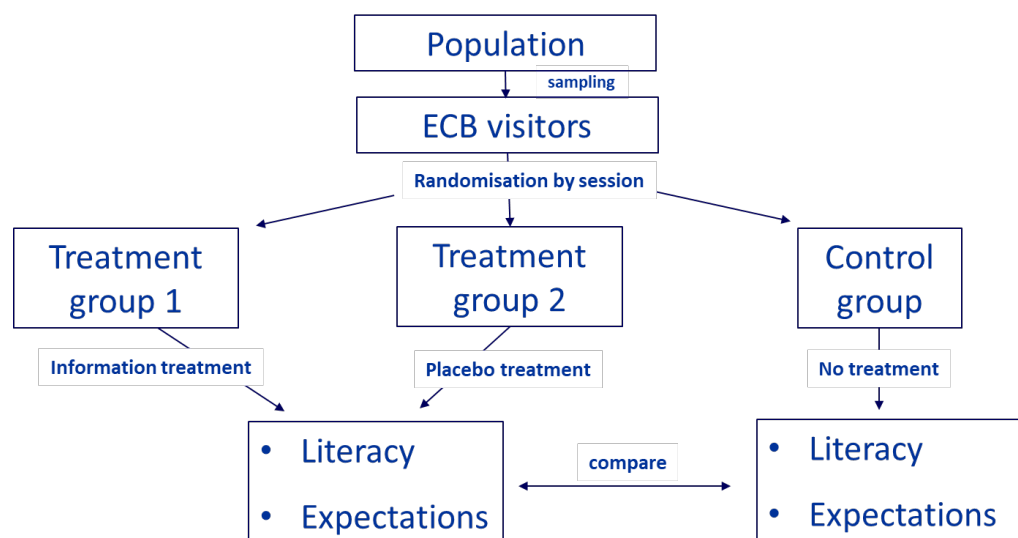 Population
sampling
ECB visitors
Randomisation by session
Treatment
group 1
Treatment
group 2
Control
group
Information treatment
Placebo treatment
No treatment
• Literacy
• Expectations
compare
• Literacy
• Expectations